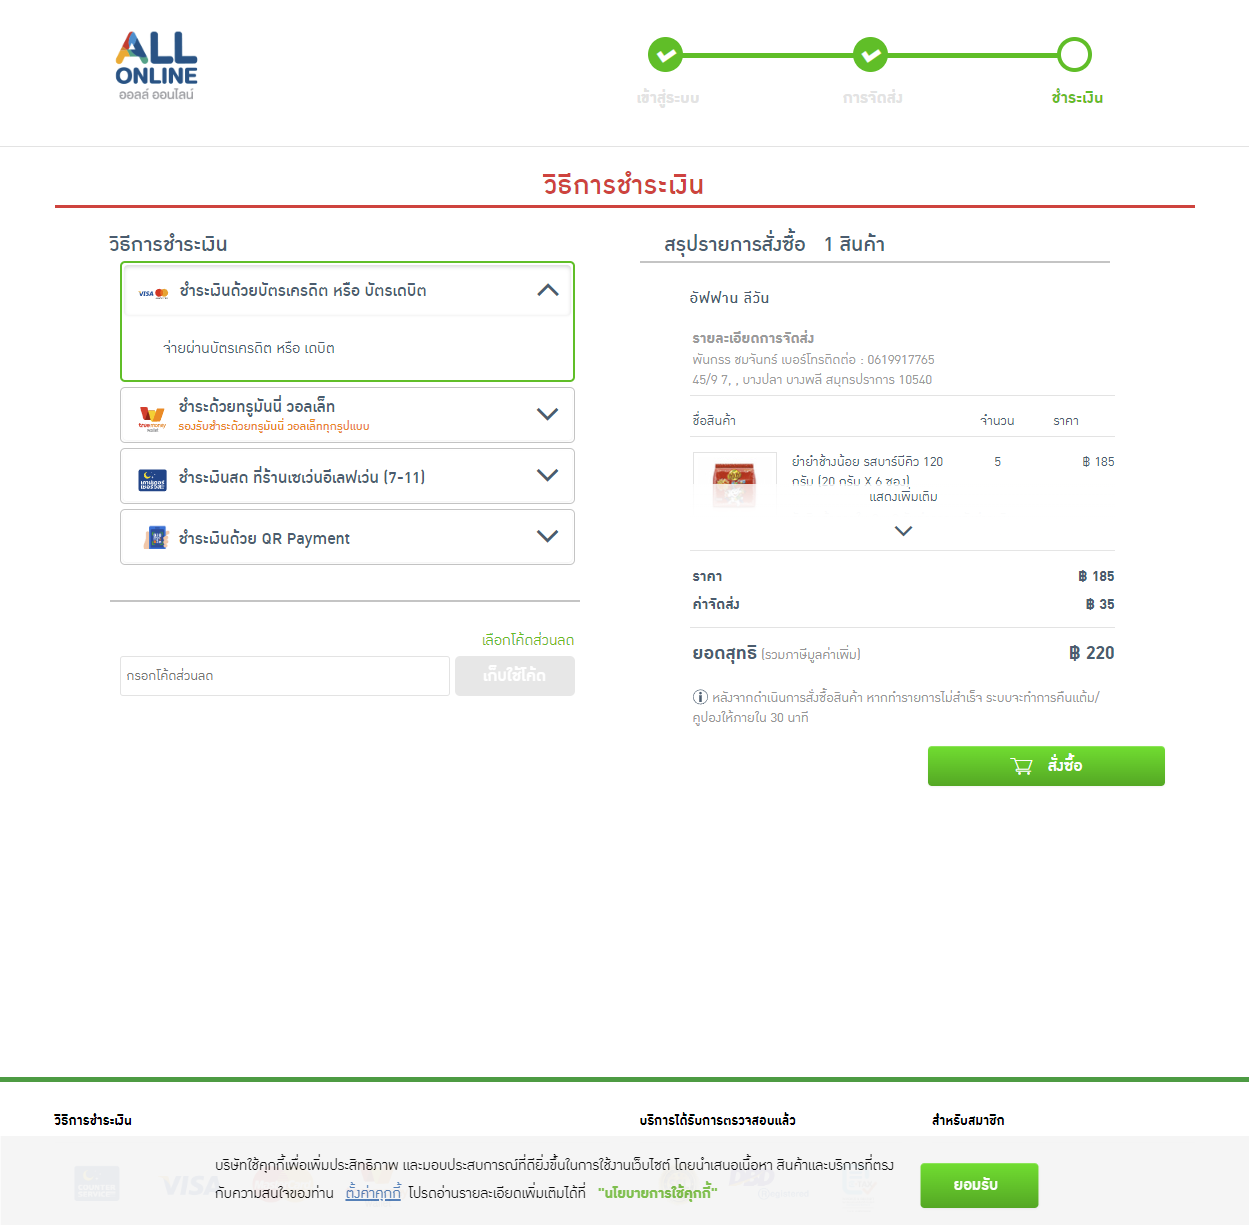 ALL
ONLINE
ออลล์ ออนไลน์
เข้าสู่ระบบ
การจัดส่ง
ชำระเงิน
วิธีการชำระเงิน
วิธีการชำระเงิน
VISA
ชำระเงินด้วยบัตรเครดิต หรือ บัตรเดบิต
จ่ายผ่านบัตรเครดิต หรือ เดบิต
ชำระด้วยทรูมันนี่ วอลเล็ท
รองรับชำระด้วยทรูมันนี่ วอลเล็ททุกรูปแบบ
ชำระเงินสด ที่ร้านเซเว่นอีเลฟเว่น (7-11)
ชำระเงินด้วย QR Payment
เลือกโค้ดส่วนลด
กรอกโค้ดส่วนลด
เก็บใช้โค้ด
สรุปรายการสั่งซื้อ 1 สินค้า
อัฟฟาน ลีวัน
รายละเอียดการจัดส่ง
พันกรร ชมจันทร์ เบอร์โทรติดต่อ : 0619917765
45/9 7, , บางปลา บางพลี สมุทรปราการ 10540
ชื่อสินค้า จำนวน ราคา
ยำยำช้างน้อย รสบาร์บีคิว 120 5 ฿ 185
กรัม (20 กรัม X 6 ซอง)
แสดงเพิ่มเติม
ราคา ฿ 185
ค่าจัดส่ง ฿ 35
ยอดสุทธิ (รวมภาษีมูลค่าเพิ่ม) ฿ 220
หลังจากดำเนินการสั่งซื้อสินค้า หากทำรายการไม่สำเร็จ ระบบจะทำการคืนแต้ม/
คูปองให้ภายใน 30 นาที
สั่งซื้อ
วิธีการชำระเงิน
บริการได้รับการตรวจสอบแล้ว
สำหรับสมาชิก
VISA
บริษัทใช้คุกกี้เพื่อเพิ่มประสิทธิภาพ และมอบประสบการณ์ที่ดียิ่งขึ้นในการใช้งานเว็บไซต์ โดยนำเสนอเนื้อหา สินค้าและบริการที่ตรง
กับความสนใจของท่าน ตั้งค่าคุกกี้ โปรดอ่านรายละเอียดเพิ่มเติมได้ที่ "นโยบายการใช้คุกกี้"
ยอมรับ